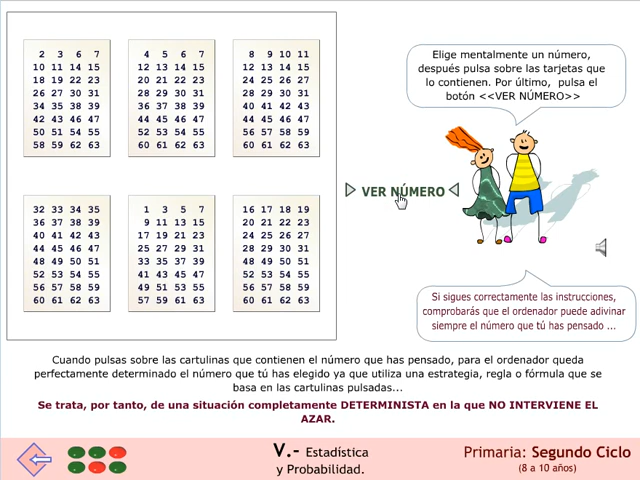 2 3 6 7
10 11 14 15
18 19 22 23
26 27 30 31
34 35 38 39
42 43 46 47
50 51 54 55
58 59 62 63
4 5 6 7
12 13 14 15
20 21 22 23
28 29 30 31
36 37 38 39
44 45 46 47
52 53 54 55
60 61 62 63
8 9 10 11
12 13 14 15
24 25 26 27
28 29 30 31
40 41 42 43
44 45 46 47
56 57 58 59
60 61 62 63
32 33 34 35
36 37 38 39
40 41 42 43
44 45 46 47
48 49 50 51
52 53 54 55
56 57 58 59
60 61 62 63
1 3 5 7
9 11 13 15
17 19 21 23
25 27 29 31
33 35 37 39
41 43 45 47
49 51 53 55
57 59 61 63
16 17 18 19
20 21 22 23
24 25 26 27
28 29 30 31
48 49 50 51
52 53 54 55
56 57 58 59
60 61 62 63
Elige mentalmente un número,
después pulsa sobre las tarjetas que
lo contienen. Por último, pulsa el
botón <<VER NÚMERO>>
VER NÚMERO
Si sigues correctamente las instrucciones,
comprobarás que el ordenador puede adivinar
siempre el número que tú has pensado ...
Cuando pulsas sobre las cartulinas que contienen el número que has pensado, para el ordenador queda
perfectamente determinado el número que tú has elegido ya que utiliza una estrategia, regla o fórmula que se
basa en las cartulinas pulsadas...
Se trata, por tanto, de una situación completamente DETERMINISTA en la que NO INTERVIENE EL
AZAR.
V.- Estadística
y Probabilidad.
Primaria: Segundo Ciclo
(8 a 10 años)